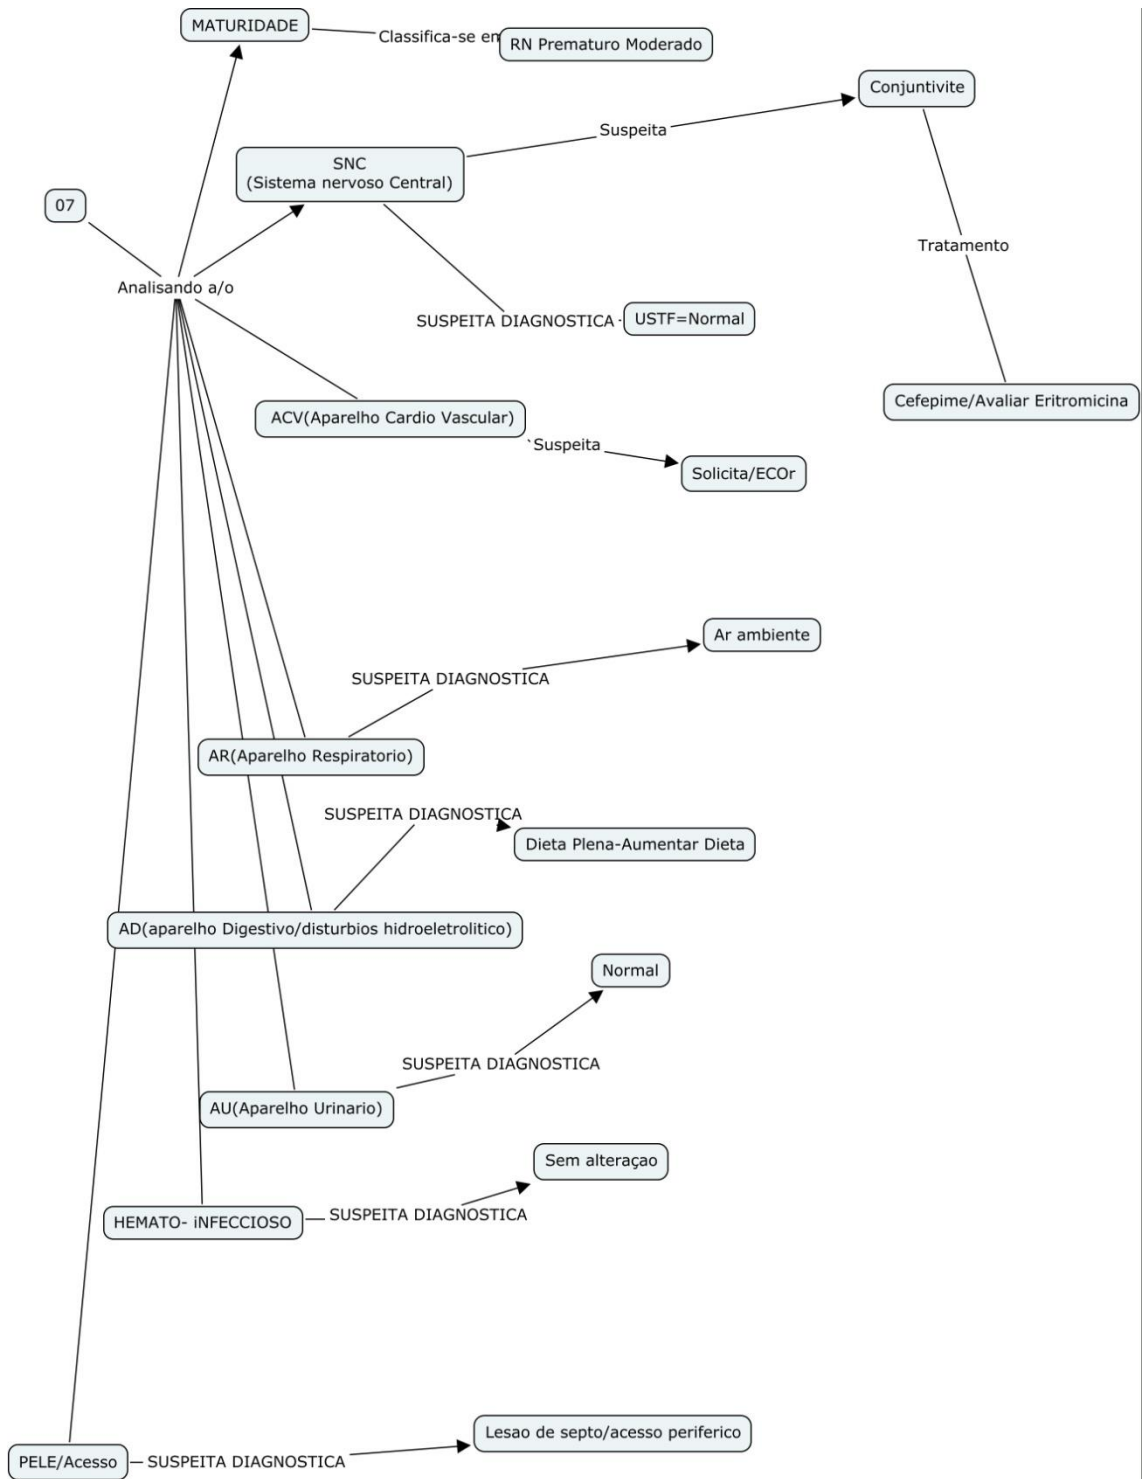 MATURIDADE
Classifica-se em
RN Prematuro Moderado
Conjuntivite
Suspeita
SNC
(Sistema nervoso Central)
07
Tratamento
Analisando a/o
SUSPEITA DIAGNOSTICA
USTF=Normal
Cefepime/Avaliar Eritromicina
ACV(Aparelho Cardio Vascular)
Suspeita
Solicita/ECOr
Ar ambiente
SUSPEITA DIAGNOSTICA
AR(Aparelho Respiratorio)
SUSPEITA DIAGNOSTICA
Dieta Plena-Aumentar Dieta
AD(aparelho Digestivo/disturbios hidroeletrolitico)
Normal
SUSPEITA DIAGNOSTICA
AU(Aparelho Urinario)
Sem alteraçao
HEMATO- iNFECCIOSO
SUSPEITA DIAGNOSTICA
Lesao de septo/acesso periferico
PELE/Acesso
SUSPEITA DIAGNOSTICA